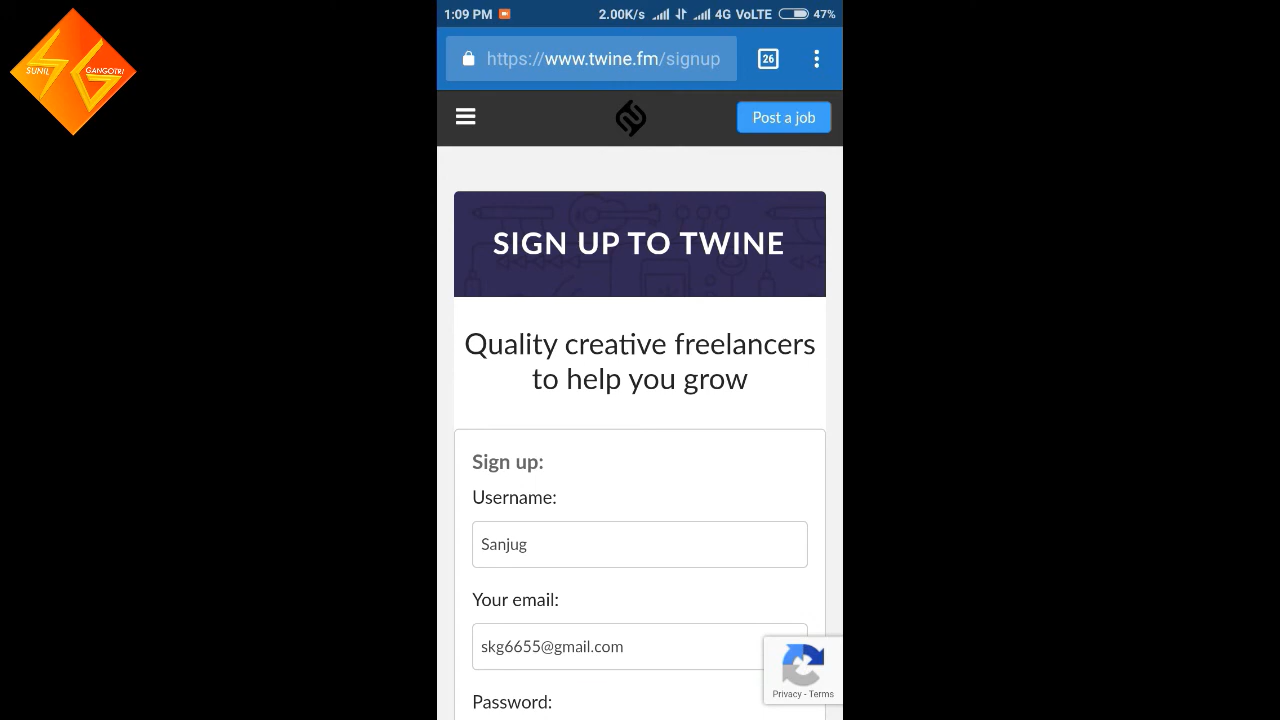 SUNIL GANGOTRI
1:09 PM 2.00K/s 4G VoLTE 47%
https://www.twine.fm/signup 26
Post a job
SIGN UP TO TWINE
Quality creative freelancers
to help you grow
Sign up:
Username:
Sanjug
Your email:
skg6655@gmail.com
Privacy - Terms
Password: